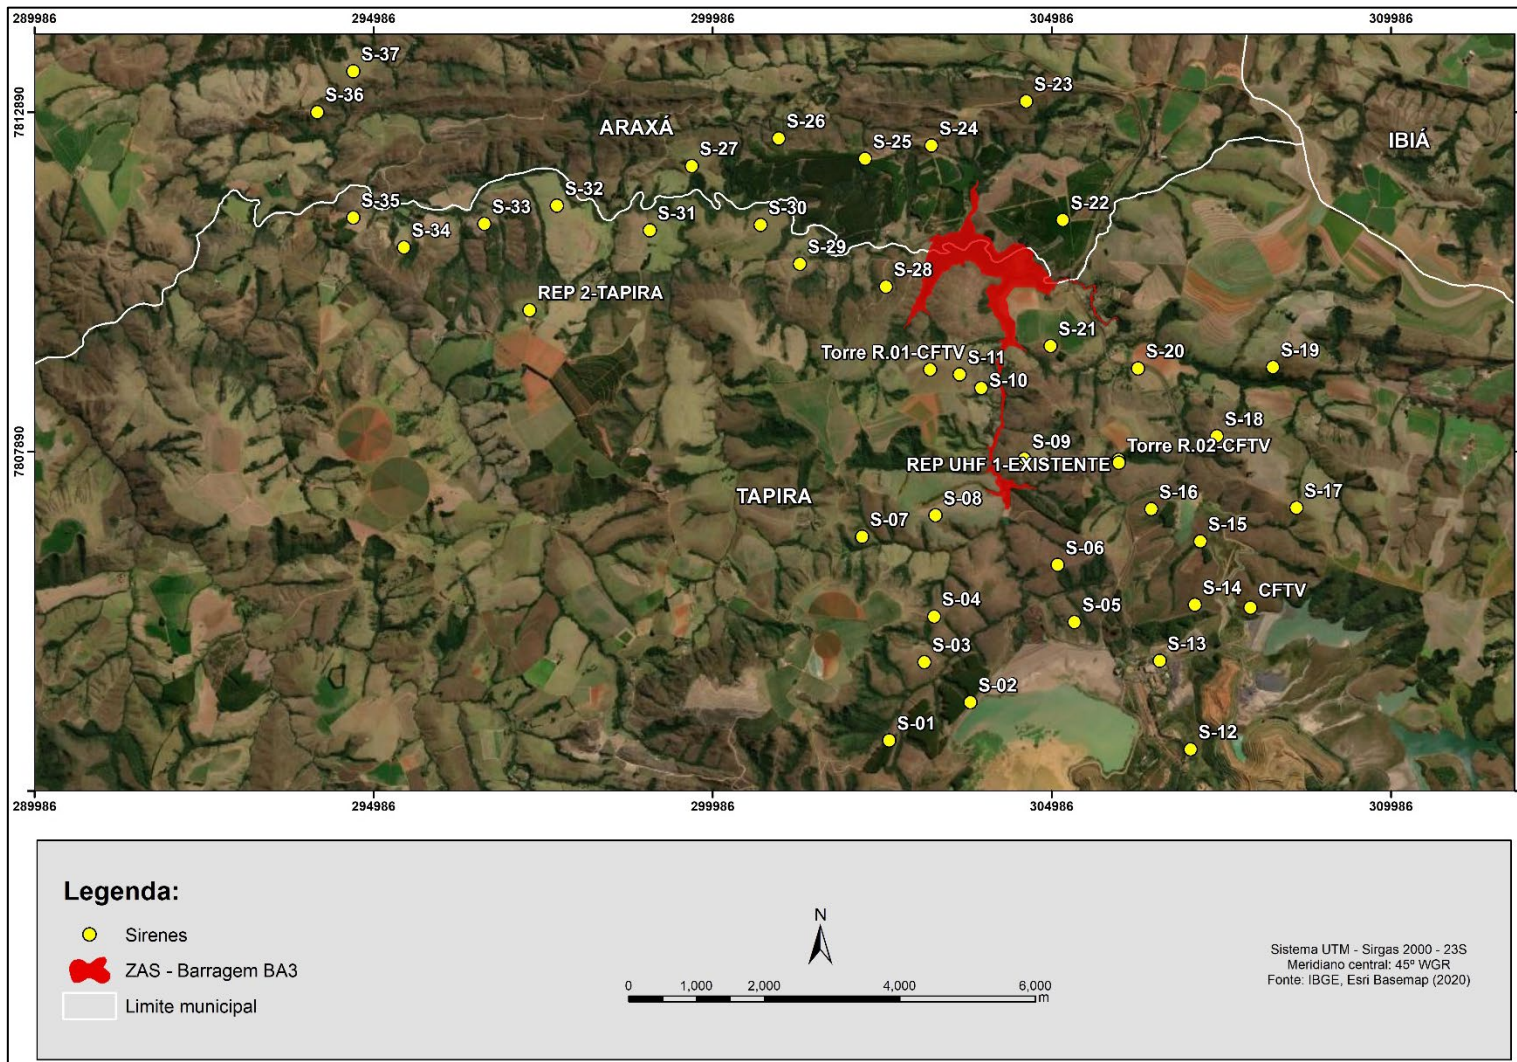 289986
294986
299986
304986
309986
7812890
7807890
S-37
S-36
S-23
ARAXÁ
S-26
S-24
S-25
IBIÁ
S-27
S-32
S-35
S-33
S-31
S-30
S-22
S-34
S-29
S-28
REP 2-TAPIRA
S-21
Torre R.01-CFTV
S-11
S-20
S-19
S-10
S-18
S-09
Torre R.02-CFTV
REP UHF 1-EXISTENTE
TAPIRA
S-08
S-16
S-17
S-07
S-15
S-06
S-04
S-05
S-14
CFTV
S-03
S-13
S-02
S-01
S-12
289986
294986
299986
304986
309986
Legenda:
Sirenes
ZAS - Barragem BA3
Limite municipal
N
0 1,000 2,000 4,000 6,000
m
Sistema UTM - Sirgas 2000 - 23S
Meridiano central: 45º WGR
Fonte: IBGE, Esri Basemap (2020)